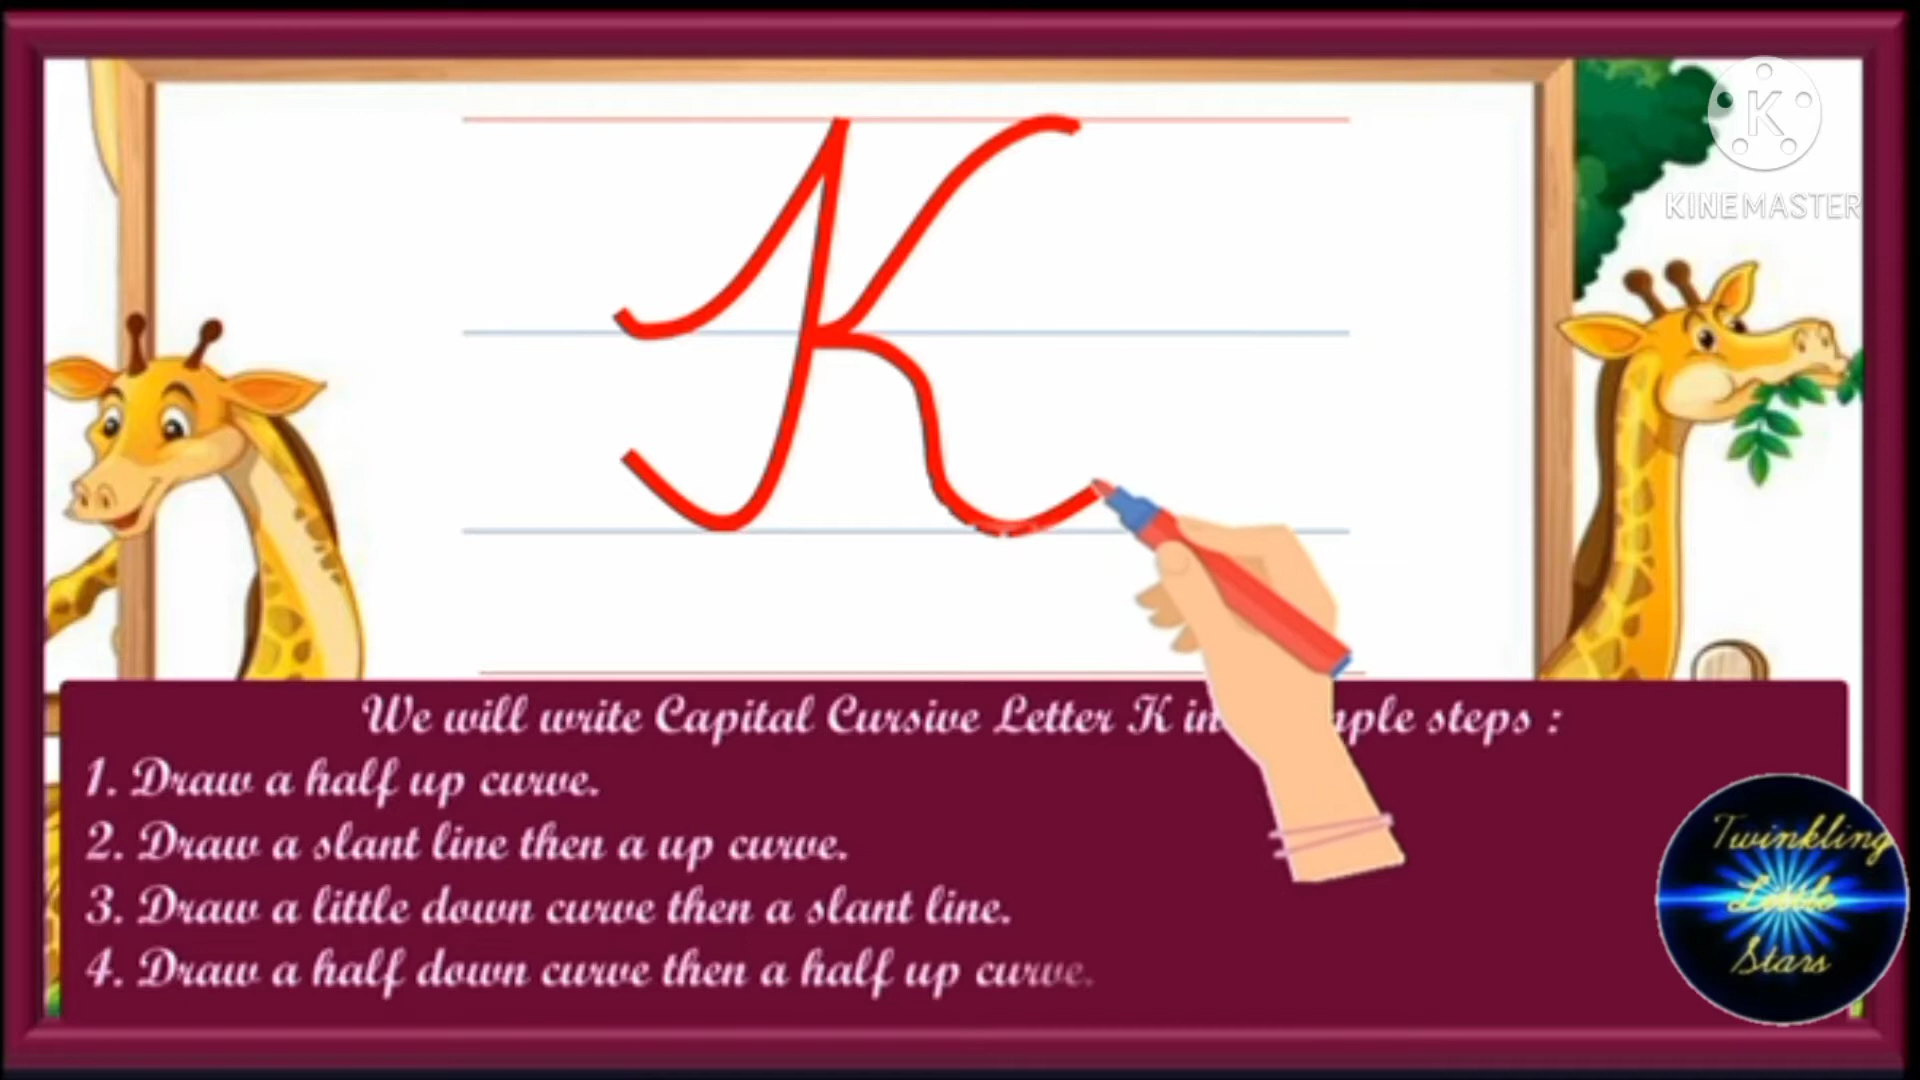 K
K
KINEMASTER
We will write Capital Cursive Letter K in steps :
1. Draw a half up curve.
2. Draw a slant line then a up curve.
3. Draw a little down curve then a slant line.
4. Draw a half down curve then a half up curve.
Twinkling
Little
Stars